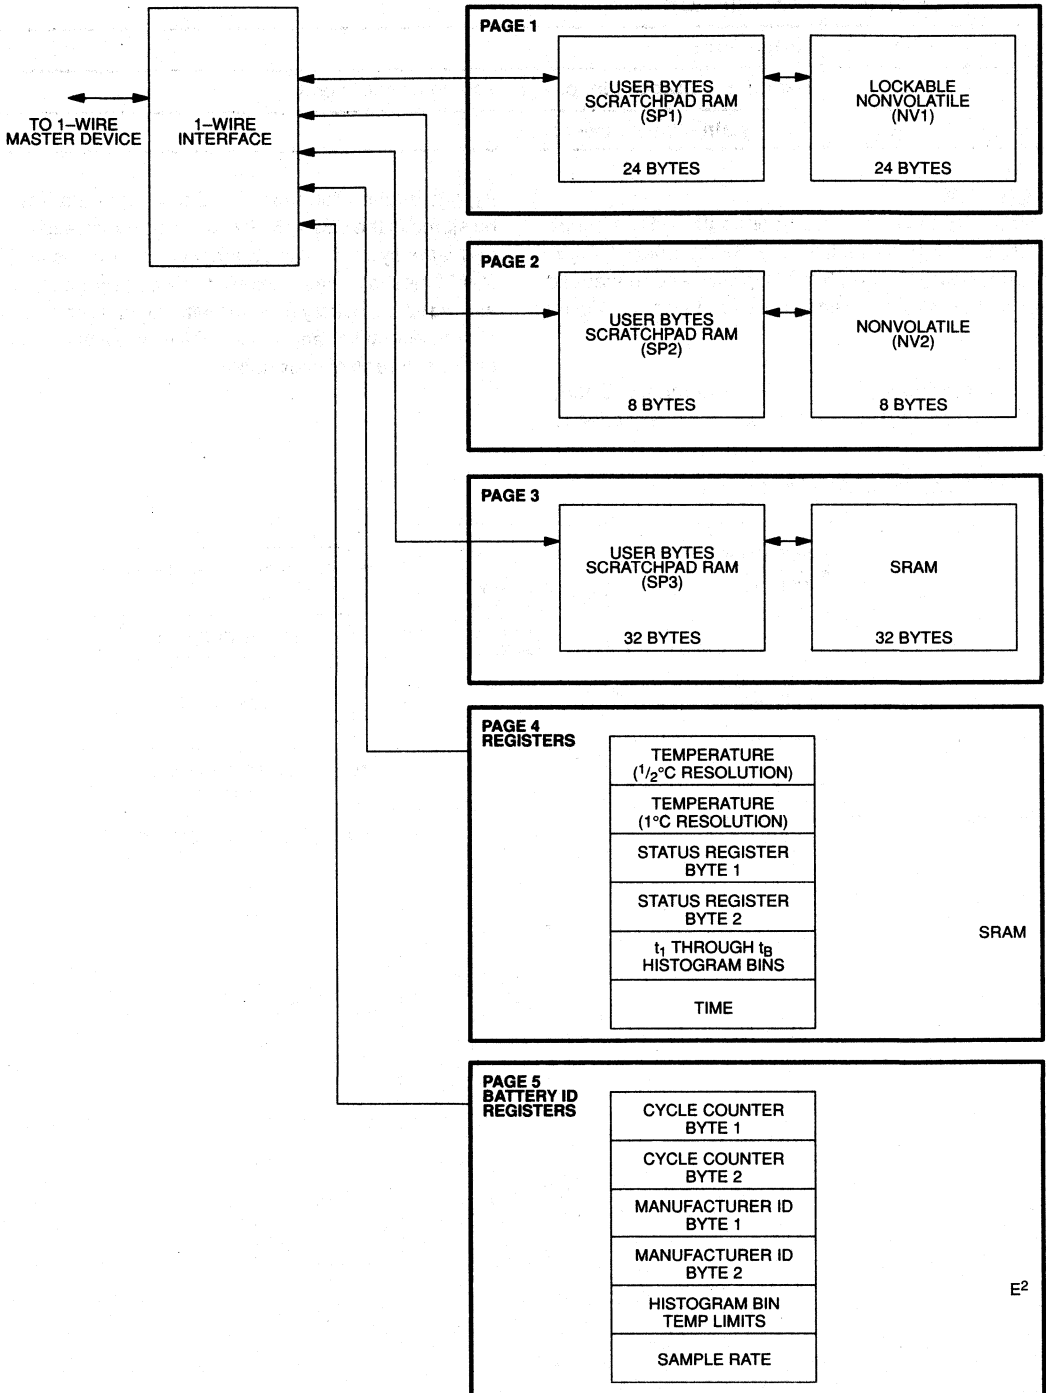 TO 1–WIRE
MASTER DEVICE
1–WIRE
INTERFACE
PAGE 1
USER BYTES
SCRATCHPAD RAM
(SP1)
24 BYTES
LOCKABLE
NONVOLATILE
(NV1)
24 BYTES
PAGE 2
USER BYTES
SCRATCHPAD RAM
(SP2)
8 BYTES
NONVOLATILE
(NV2)
8 BYTES
PAGE 3
USER BYTES
SCRATCHPAD RAM
(SP3)
32 BYTES
SRAM
32 BYTES
PAGE 4
REGISTERS
TEMPERATURE
(1/2°C RESOLUTION)
TEMPERATURE
(1°C RESOLUTION)
STATUS REGISTER
BYTE 1
STATUS REGISTER
BYTE 2
t1 THROUGH tB
HISTOGRAM BINS
TIME
SRAM
PAGE 5
BATTERY ID
REGISTERS
CYCLE COUNTER
BYTE 1
CYCLE COUNTER
BYTE 2
MANUFACTURER ID
BYTE 1
MANUFACTURER ID
BYTE 2
HISTOGRAM BIN
TEMP LIMITS
SAMPLE RATE
E2